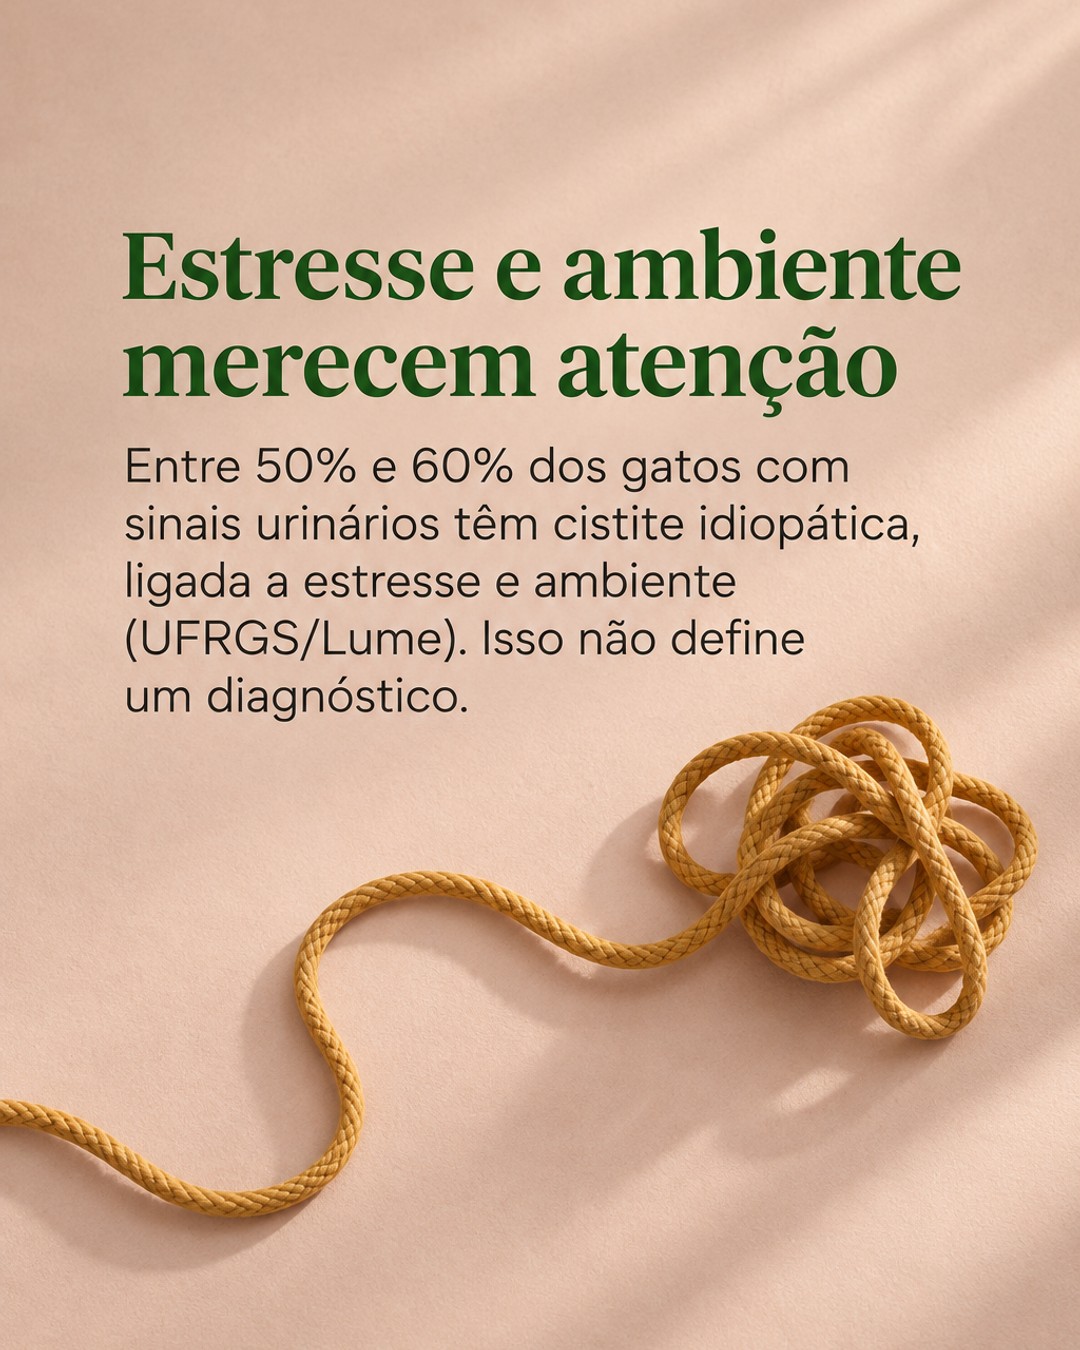 Estresse e ambiente
merecem atenção
Entre 50% e 60% dos gatos com
sinais urinários têm cistite idiopática,
ligada a estresse e ambiente
(UFRGS/Lume). Isso não define
um diagnóstico.